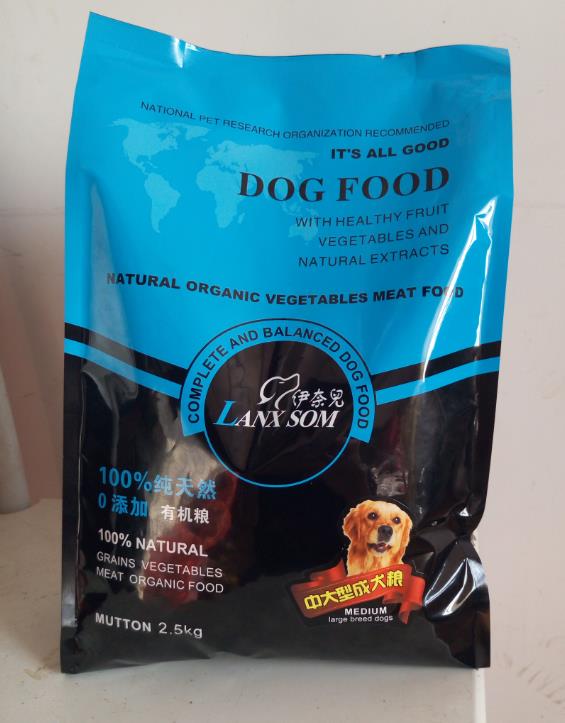 NATIONAL PET RESEARCH ORGANIZATION RECOMMENDED
IT'S ALL GOOD
DOG FOOD
WITH HEALTHY FRUIT
VEGETABLES AND
NATURAL EXTRACTS
NATURAL ORGANIC VEGETABLES MEAT FOOD
COMPLETE AND BALANCED DOG FOOD
伊奈兒
LANX SOM
100%纯天然
0 添加 有机粮
100% NATURAL
GRAINS VEGETABLES
MEAT ORGANIC FOOD
中大型成犬粮
MEDIUM
large breed dogs
MUTTON 2.5kg